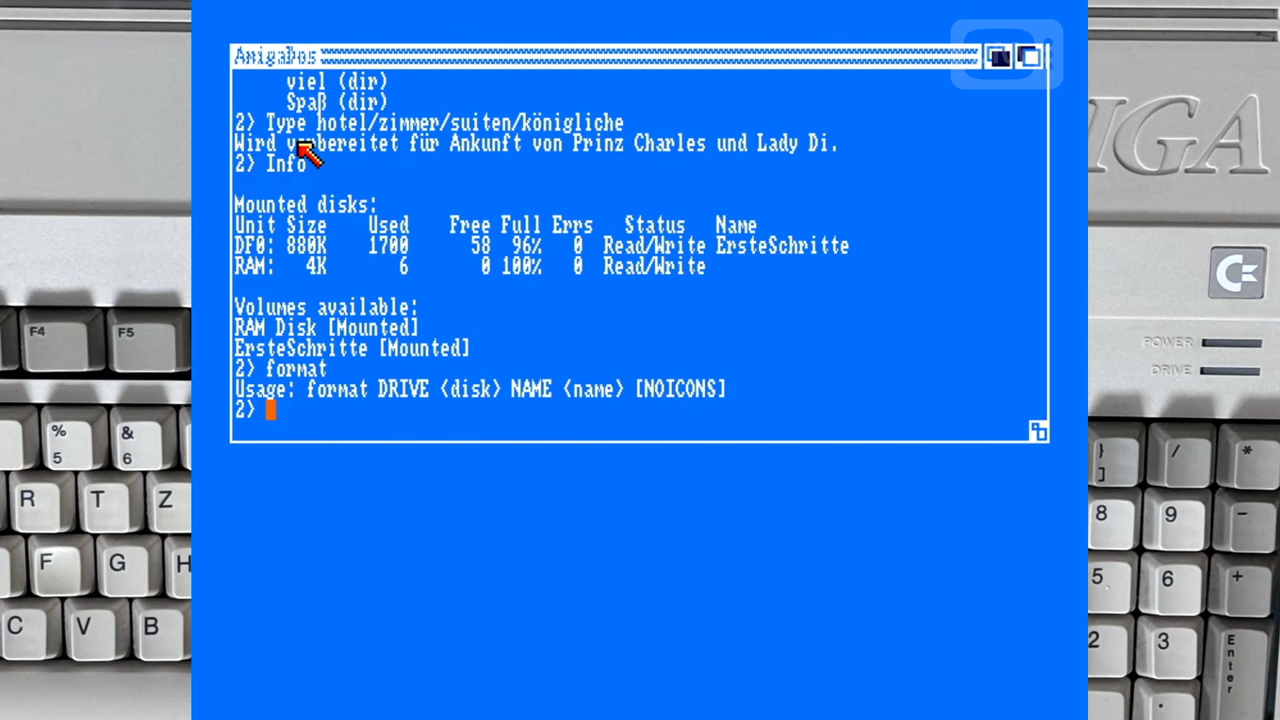 AmigaDos
viel (dir)
Spaß (dir)
2> Type hotel/zimmer/suiten/königliche
Wird vorbereitet für Ankunft von Prinz Charles und Lady Di.
2> Info
Mounted disks:
Unit Size Used Free Full Errs Status Name
DF0: 880K 1700 58 96% 0 Read/Write ErsteSchritte
RAM: 4K 6 0 100% 0 Read/Write
Volumes available:
RAM Disk [Mounted]
ErsteSchritte [Mounted]
2> format
Usage: format DRIVE <disk> NAME <name> [NOICONS]
2>
F4 F5
% 5 & 6
R T Z
F G H
C V B
IGA
POWER
DRIVE
} ] / *
8 9 -
5 6 +
2 3 Enter
.